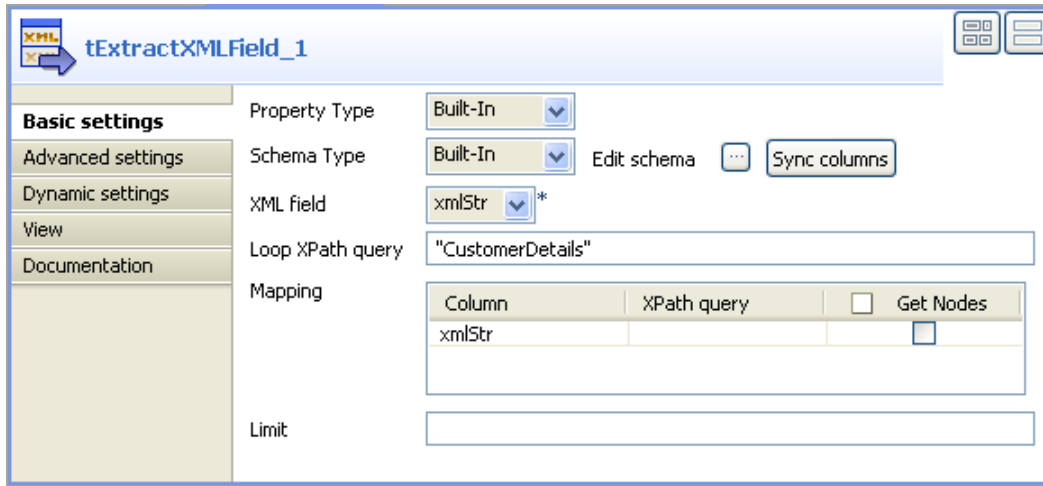 XML
tExtractXMLField_1
Basic settings
Advanced settings
Dynamic settings
View
Documentation
Property Type Built-In
Schema Type Built-In Edit schema ... Sync columns
XML field xmlStr *
Loop XPath query "CustomerDetails"
Mapping
Column XPath query Get Nodes
xmlStr
Limit